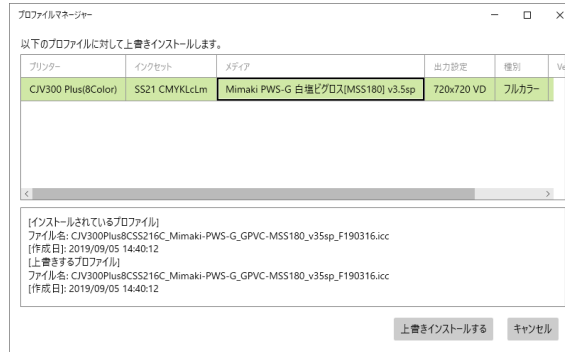 プロファイルマネージャー
以下のプロファイルに対して上書きインストールします。
プリンター インクセット メディア 出力設定 種別 Ve
CJV300 Plus(8Color) SS21 CMYKLcLm Mimaki PWS-G 白塩ビグロス[MSS180] v3.5sp 720x720 VD フルカラー
[インストールされているプロファイル]
ファイル名: CJV300Plus8CSS216C_Mimaki-PWS-G_GPVC-MSS180_v35sp_F190316.icc
[作成日]: 2019/09/05 14:40:12
[上書きするプロファイル]
ファイル名: CJV300Plus8CSS216C_Mimaki-PWS-G_GPVC-MSS180_v35sp_F190316.icc
[作成日]: 2019/09/05 14:40:12
上書きインストールする キャンセル